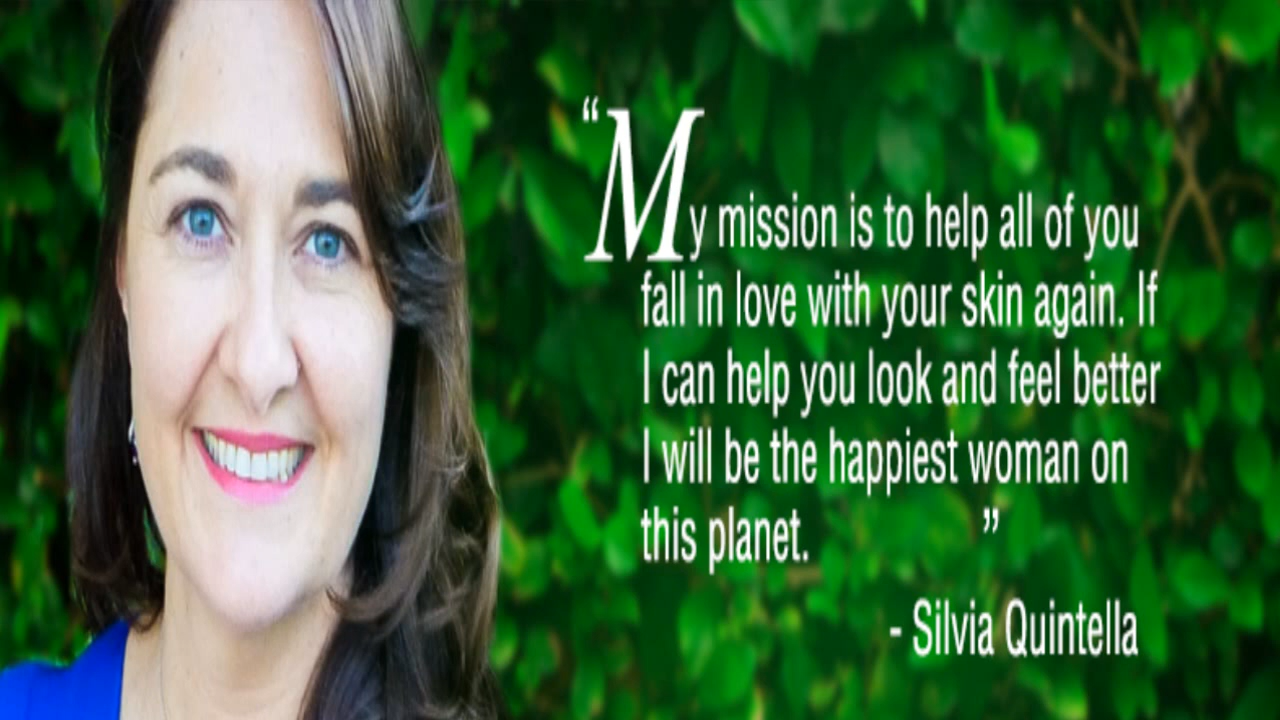 “My mission is to help all of you
fall in love with your skin again. If
I can help you look and feel better
I will be the happiest woman on
this planet. ”
- Silvia Quintella